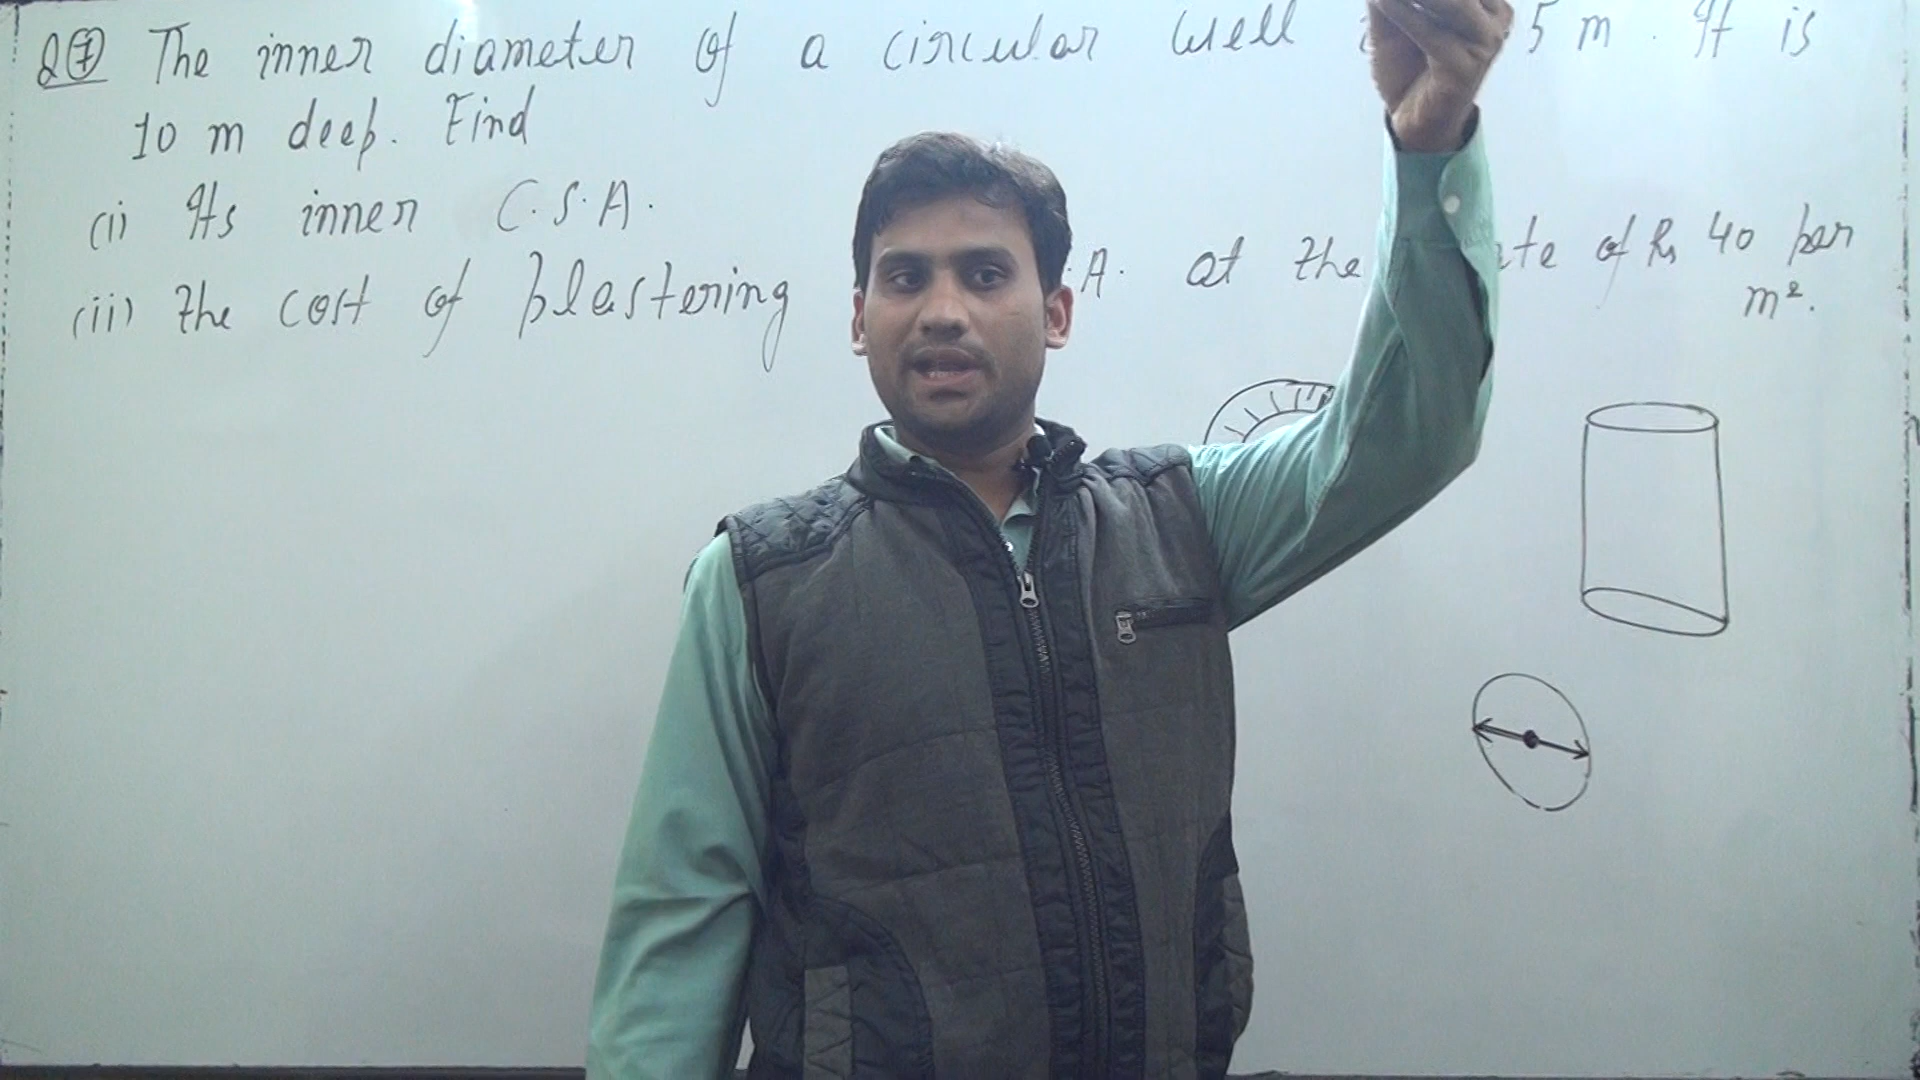 Q7 The inner diameter of a circular well 5 m. It is
10 m deep. Find
(i) Its inner C.S.A.
(ii) the cost of plastering .A. at the rate of Rs 40 per
m².